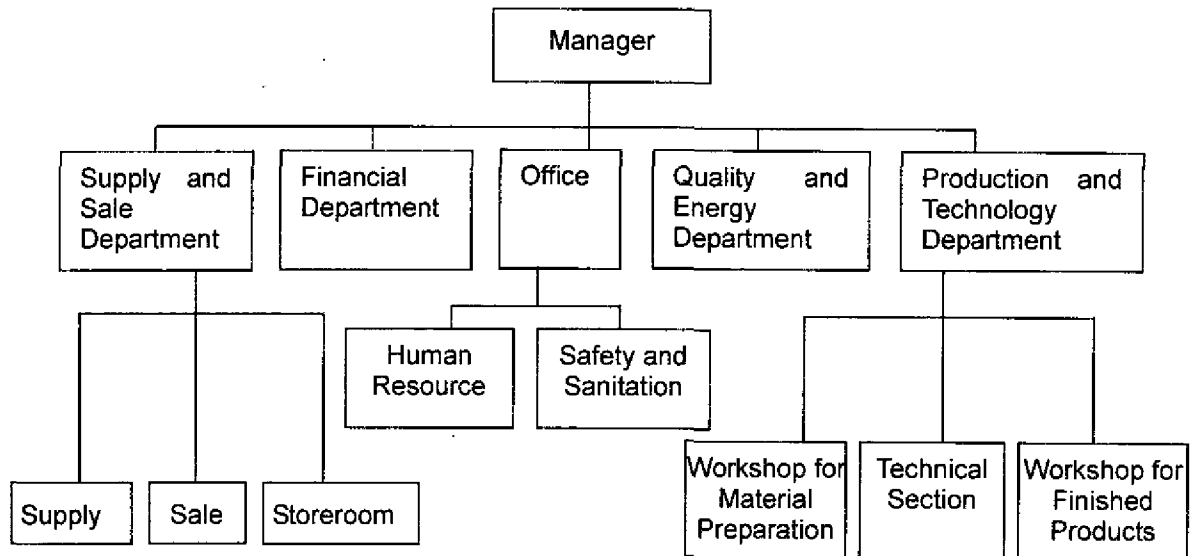 Manager
Supply and
Sale
Department
Financial
Department
Office
Quality and
Energy
Department
Production and
Technology
Department
Human
Resource
Safety and
Sanitation
Supply
Sale
Storeroom
Workshop for
Material
Preparation
Technical
Section
Workshop for
Finished
Products